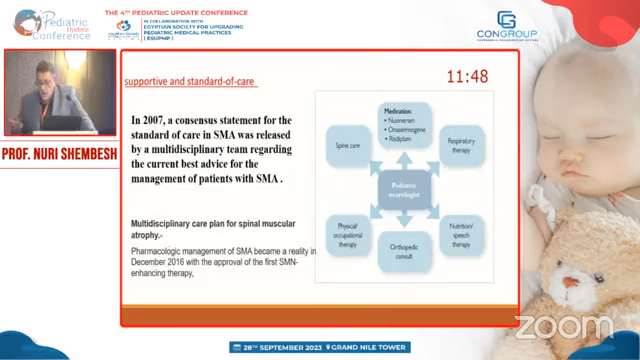 Pediatric
Update
Conference
THE 4TH PEDIATRIC UPDATE CONFERENCE
IN COLLABORATION WITH
EGYPTIAN SOCIETY FOR UPGRADING
PEDIATRIC MEDICAL PRACTICES
(ESUPMP)
CONGROUP
supportive and standard-of-care
11:48
In 2007, a consensus statement for the
standard of care in SMA was released
by a multidisciplinary team regarding
the current best advice for the
management of patients with SMA .
PROF. NURI SHEMBESH
Multidisciplinary care plan for spinal muscular
atrophy.-
Pharmacologic management of SMA became a reality in
December 2016 with the approval of the first SMN-
enhancing therapy,
Medication:
• Nusinersen
• Onasemnogene
• Risdiplam
Spine care
Respiratory
therapy
Pediatric
neurologist
Physical/
occupational
therapy
Orthopedic
consult
Nutrition/
speech
therapy
zoom
28TH SEPTEMBER 2023 GRAND NILE TOWER